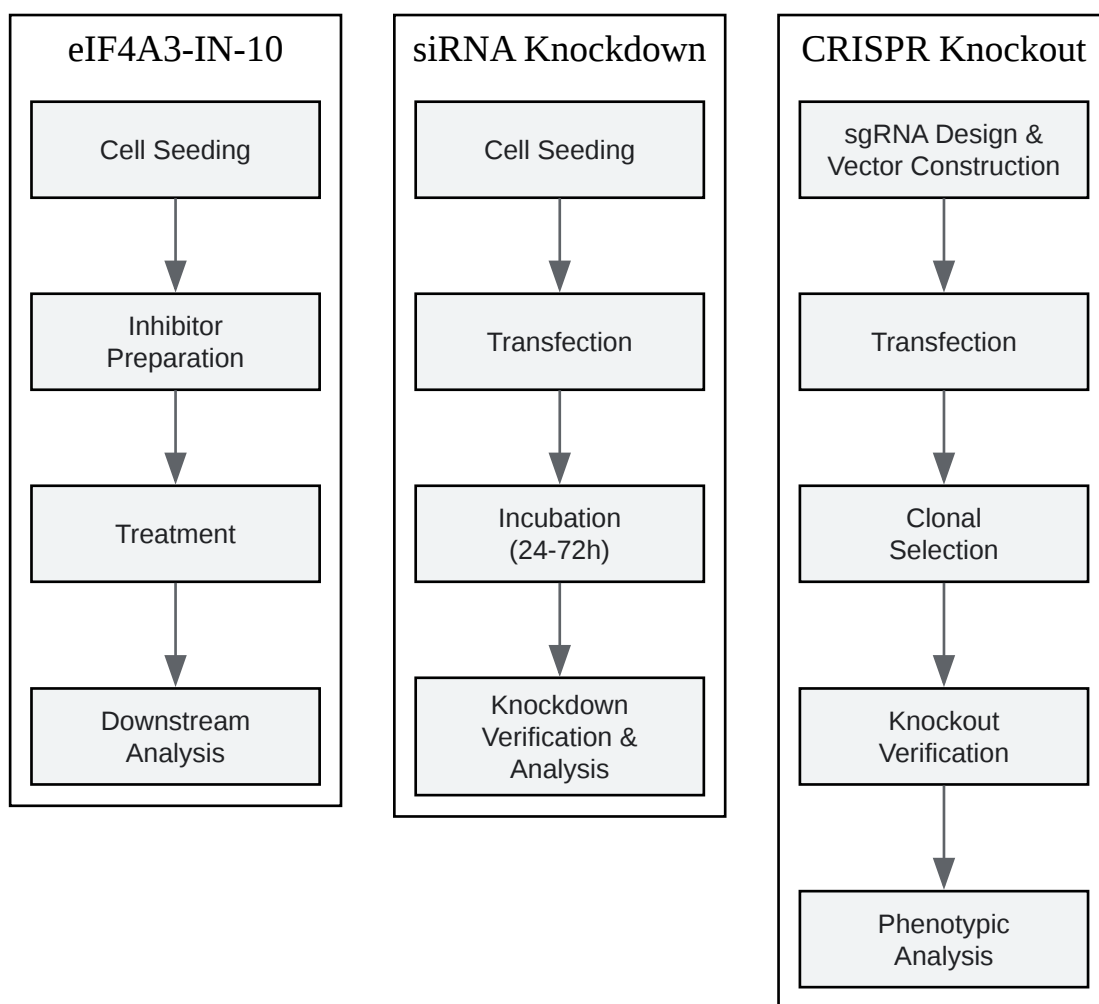 eIF4A3-IN-10
Cell Seeding
Inhibitor
Preparation
Treatment
Downstream
Analysis
siRNA Knockdown
Cell Seeding
Transfection
Incubation
(24-72h)
Knockdown
Verification &
Analysis
CRISPR Knockout
sgRNA Design &
Vector Construction
Transfection
Clonal
Selection
Knockout
Verification
Phenotypic
Analysis